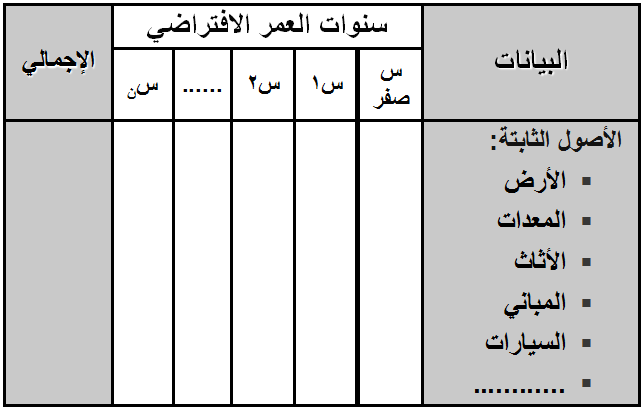 البيانات
سنوات العمر الافتراضي
الإجمالي
س صفر
س١
س٢
......
سن
الأصول الثابتة:
▪ الأرض
▪ المعدات
▪ الأثاث
▪ المباني
▪ السيارات
▪ ............